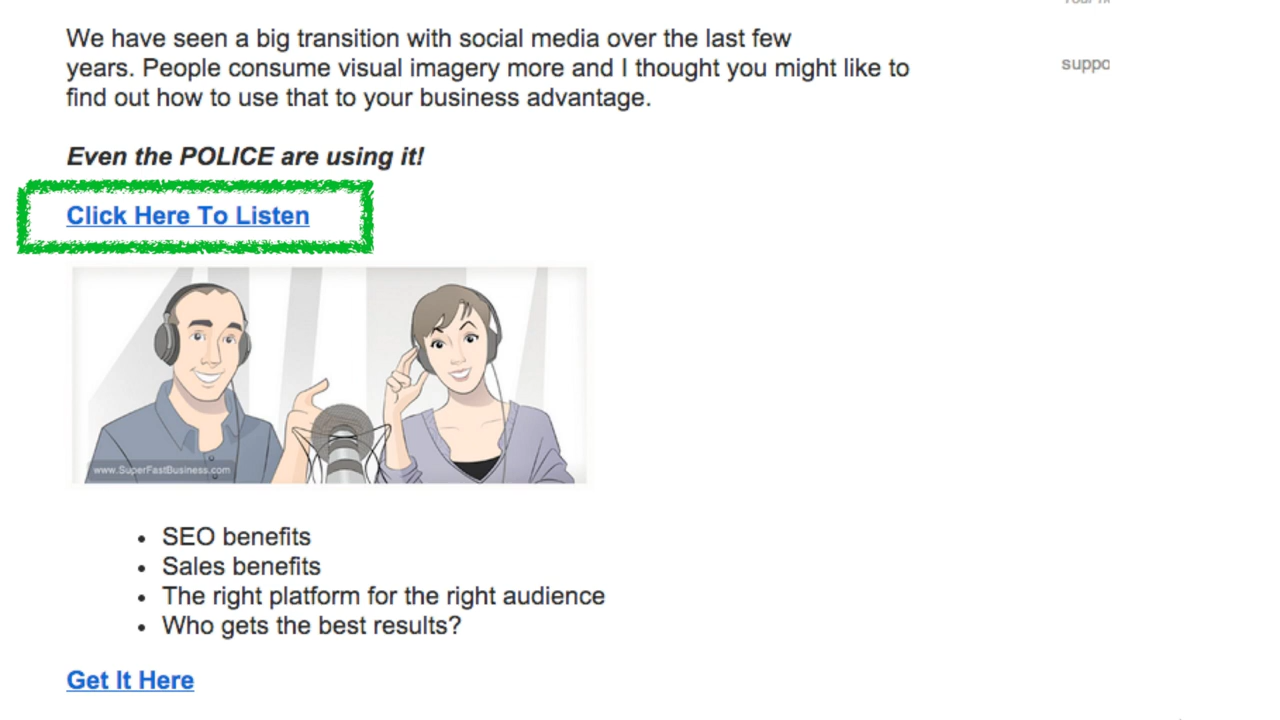 We have seen a big transition with social media over the last few
years. People consume visual imagery more and I thought you might like to
find out how to use that to your business advantage.
Even the POLICE are using it!
Click Here To Listen
www.SuperFastBusiness.com
• SEO benefits
• Sales benefits
• The right platform for the right audience
• Who gets the best results?
Get It Here